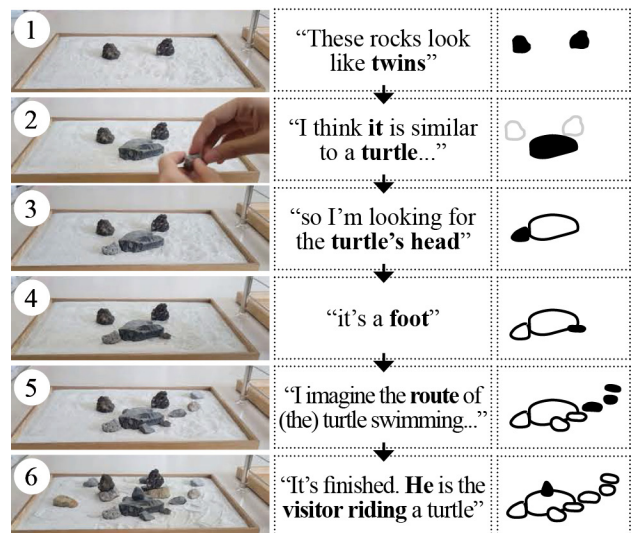 1
“These rocks look
like twins”
2
“I think it is similar
to a turtle...”
3
“so I’m looking for
the turtle’s head”
4
“it’s a foot”
5
“I imagine the route of
(the) turtle swimming...”
6
“It’s finished. He is the
visitor riding a turtle”